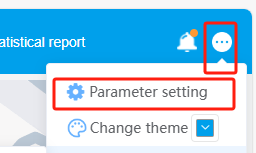 atistical report
Parameter setting
Change theme